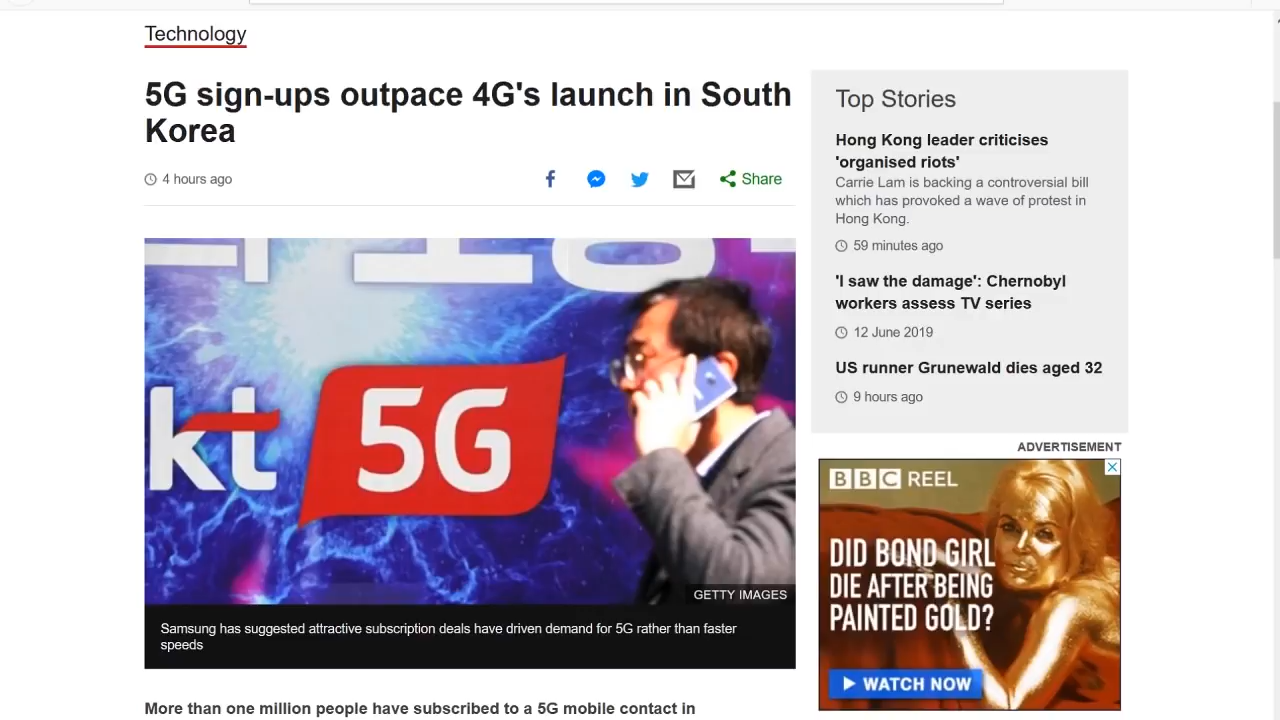 Technology
5G sign-ups outpace 4G's launch in South
Korea
4 hours ago
Share
kt 5G
GETTY IMAGES
Samsung has suggested attractive subscription deals have driven demand for 5G rather than faster
speeds
More than one million people have subscribed to a 5G mobile contact in
Top Stories
Hong Kong leader criticises
'organised riots'
Carrie Lam is backing a controversial bill
which has provoked a wave of protest in
Hong Kong.
59 minutes ago
'I saw the damage': Chernobyl
workers assess TV series
12 June 2019
US runner Grunewald dies aged 32
9 hours ago
ADVERTISEMENT
BBC REEL
DID BOND GIRL
DIE AFTER BEING
PAINTED GOLD?
WATCH NOW